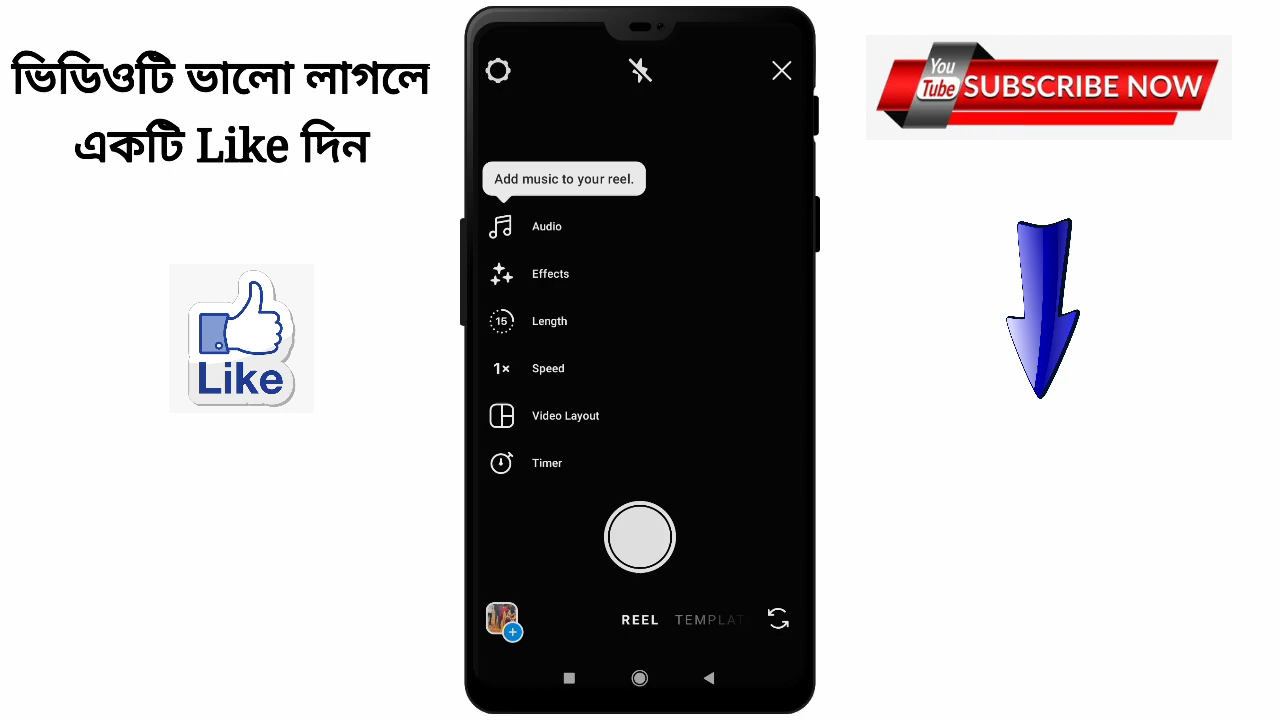 ভিডিওটি ভালো লাগলে
একটি Like দিন
Like
Add music to your reel.
Audio
Effects
15 Length
1× Speed
Video Layout
Timer
REEL TEMPLAT
You
Tube SUBSCRIBE NOW